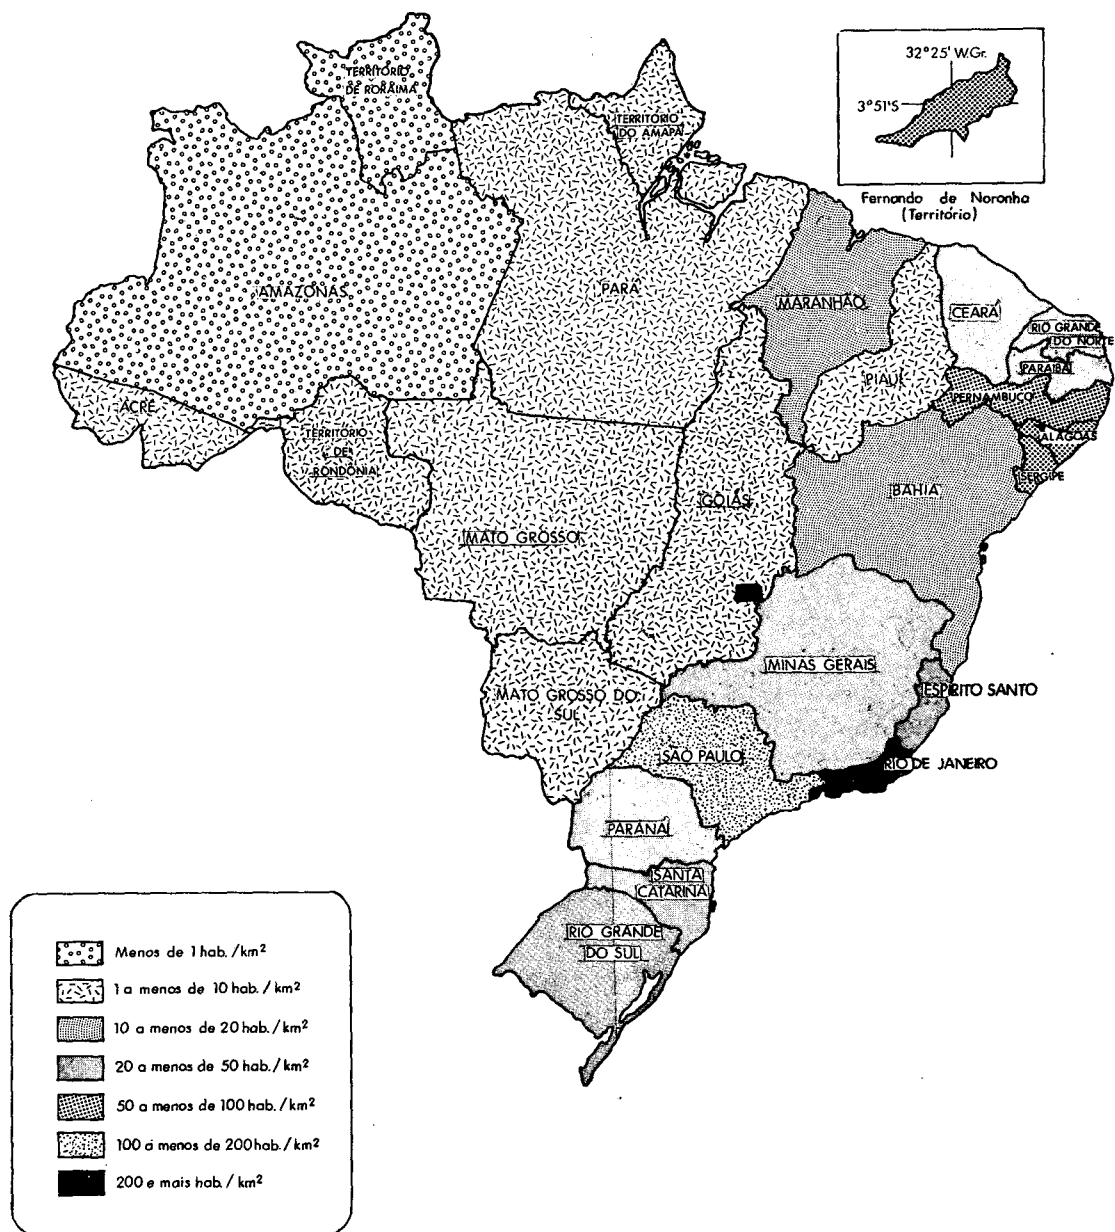 TERRITÓRIO
DE RORAIMA
TERRITÓRIO
DO AMAPÁ
32°25' W.Gr.
3°51'S
Fernando de Noronha
(Território)
AMAZONAS
PARÁ
MARANHÃO
CEARÁ
RIO GRANDE
DO NORTE
PARAÍBA
PIAUÍ
PERNAMBUCO
ALAGOAS
SERGIPE
ACRE
TERRITÓRIO
DE
RONDÔNIA
MATO GROSSO
GOIÁS
BAHIA
MINAS GERAIS
ESPÍRITO SANTO
MATO GROSSO DO
SUL
SÃO PAULO
RIO DE JANEIRO
PARANÁ
SANTA
CATARINA
RIO GRANDE
DO SUL
Menos de 1 hab./km²
1 a menos de 10 hab./km²
10 a menos de 20 hab./km²
20 a menos de 50 hab./km²
50 a menos de 100 hab./km²
100 a menos de 200 hab./km²
200 e mais hab./km²